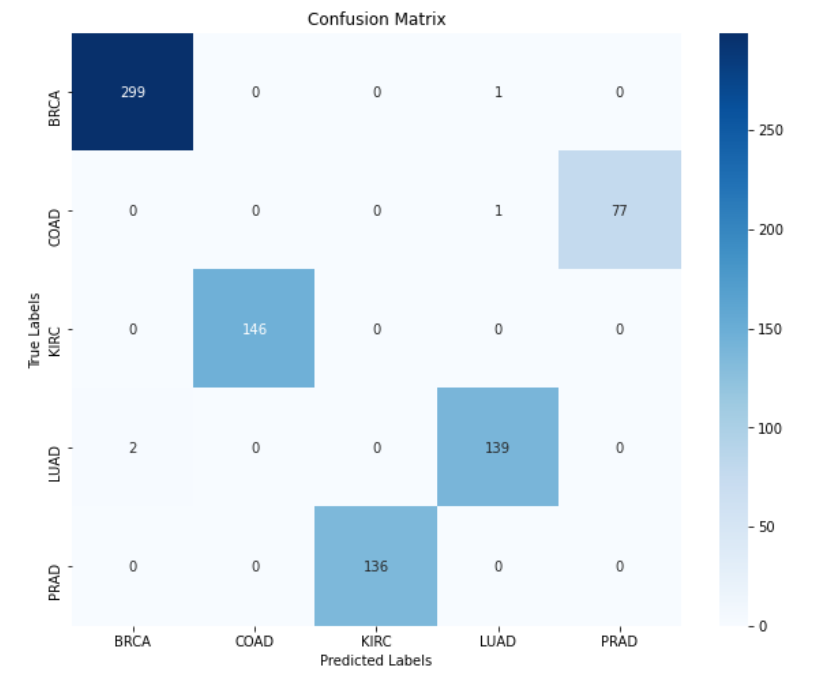 Confusion Matrix
BRCA 299 0 0 1 0
COAD 0 0 0 1 77
KIRC 0 146 0 0 0
LUAD 2 0 0 139 0
PRAD 0 0 136 0 0
True Labels
BRCA COAD KIRC LUAD PRAD
Predicted Labels
250
200
150
100
50
0